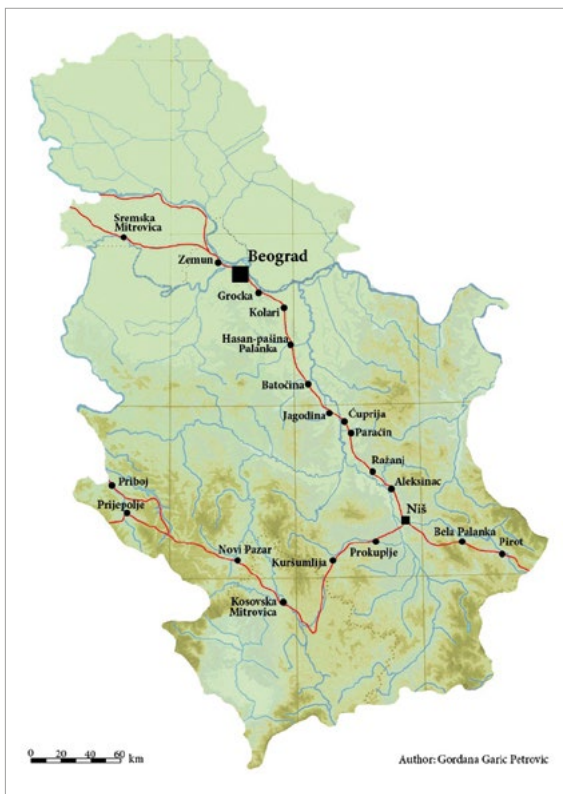 Sremska
Mitrovica
Zemun
Beograd
Grocka
Kolari
Hasan-pašina
Palanka
Batočina
Jagodina
Ćuprija
Paraćin
Ražanj
Aleksinac
Niš
Priboj
Prijepolje
Novi Pazar
Kuršumlija
Prokuplje
Bela Palanka
Pirot
Kosovska
Mitrovica
0 20 40 60
km
Author: Gordana Garic Petrovic